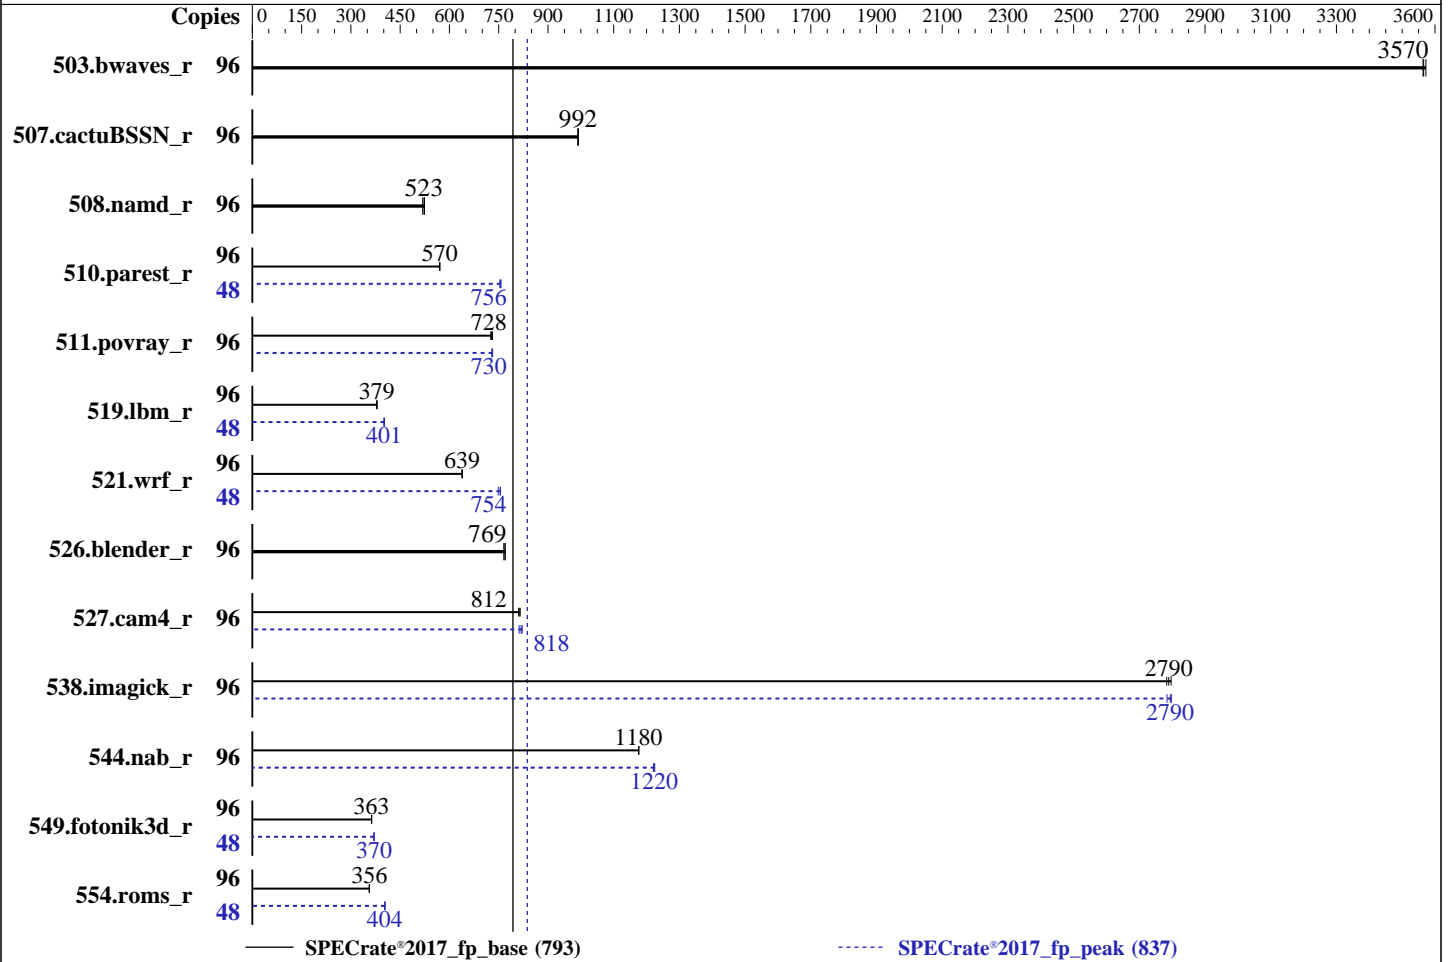 Copies 0 150 300 450 600 750 900 1100 1300 1500 1700 1900 2100 2300 2500 2700 2900 3100 3300 3600
503.bwaves_r 96 3570
507.cactuBSSN_r 96 992
508.namd_r 96 523
510.parest_r 96 570
48 756
511.povray_r 96 728
730
519.lbm_r 96 379
48 401
521.wrf_r 96 639
48 754
526.blender_r 96 769
527.cam4_r 96 812
818
538.imagick_r 96 2790
2790
544.nab_r 96 1180
1220
549.fotonik3d_r 96 363
48 370
554.roms_r 96 356
48 404
SPECrate®2017_fp_base (793) SPECrate®2017_fp_peak (837)